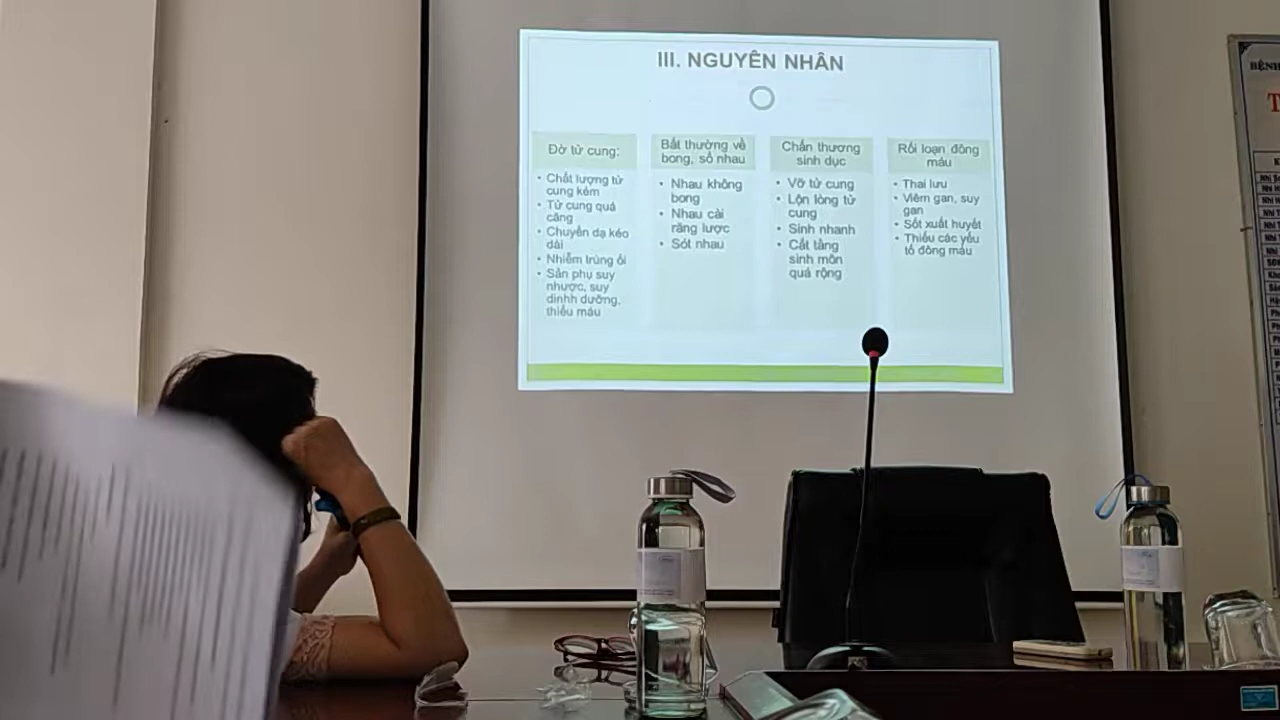 III. NGUYÊN NHÂN
Đờ tử cung:
• Chất lượng tử
cung kém
• Tử cung quá
căng
• Chuyển dạ kéo
dài
• Nhiễm trùng ối
• Sản phụ suy
nhược, suy
dinhh dưỡng,
thiếu máu
Bất thường về
bong, sổ nhau
• Nhau không
bong
• Nhau cài
răng lược
• Sót nhau
Chấn thương
sinh dục
• Vỡ tử cung
• Lộn lòng tử
cung
• Sinh nhanh
• Cắt tầng
sinh môn
quá rộng
Rối loạn đông
máu
• Thai lưu
• Viêm gan, suy
gan
• Sốt xuất huyết
• Thiếu các yếu
tố đông máu
BỆNH
T